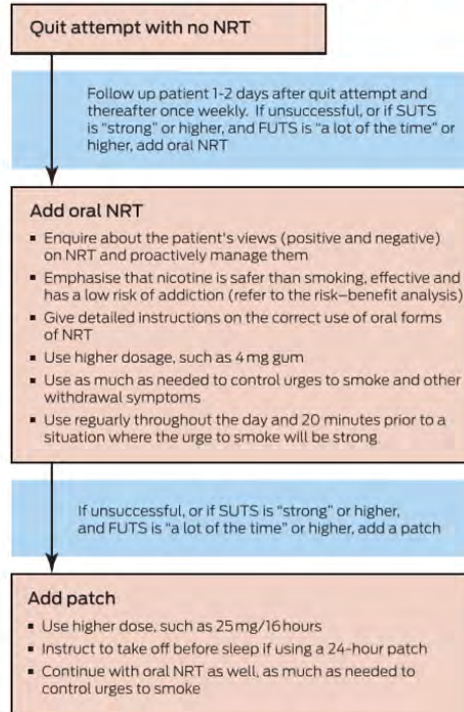 Quit attempt with no NRT
Follow up patient 1-2 days after quit attempt and
thereafter once weekly. If unsuccessful, or if SUTS
is “strong” or higher, and FUTS is “a lot of the time” or
higher, add oral NRT
Add oral NRT
▪ Enquire about the patient's views (positive and negative)
on NRT and proactively manage them
▪ Emphasise that nicotine is safer than smoking, effective and
has a low risk of addiction (refer to the risk–benefit analysis)
▪ Give detailed instructions on the correct use of oral forms
of NRT
▪ Use higher dosage, such as 4 mg gum
▪ Use as much as needed to control urges to smoke and other
withdrawal symptoms
▪ Use reguarly throughout the day and 20 minutes prior to a
situation where the urge to smoke will be strong
If unsuccessful, or if SUTS is “strong” or higher,
and FUTS is “a lot of the time” or higher, add a patch
Add patch
▪ Use higher dose, such as 25 mg/16 hours
▪ Instruct to take off before sleep if using a 24-hour patch
▪ Continue with oral NRT as well, as much as needed to
control urges to smoke